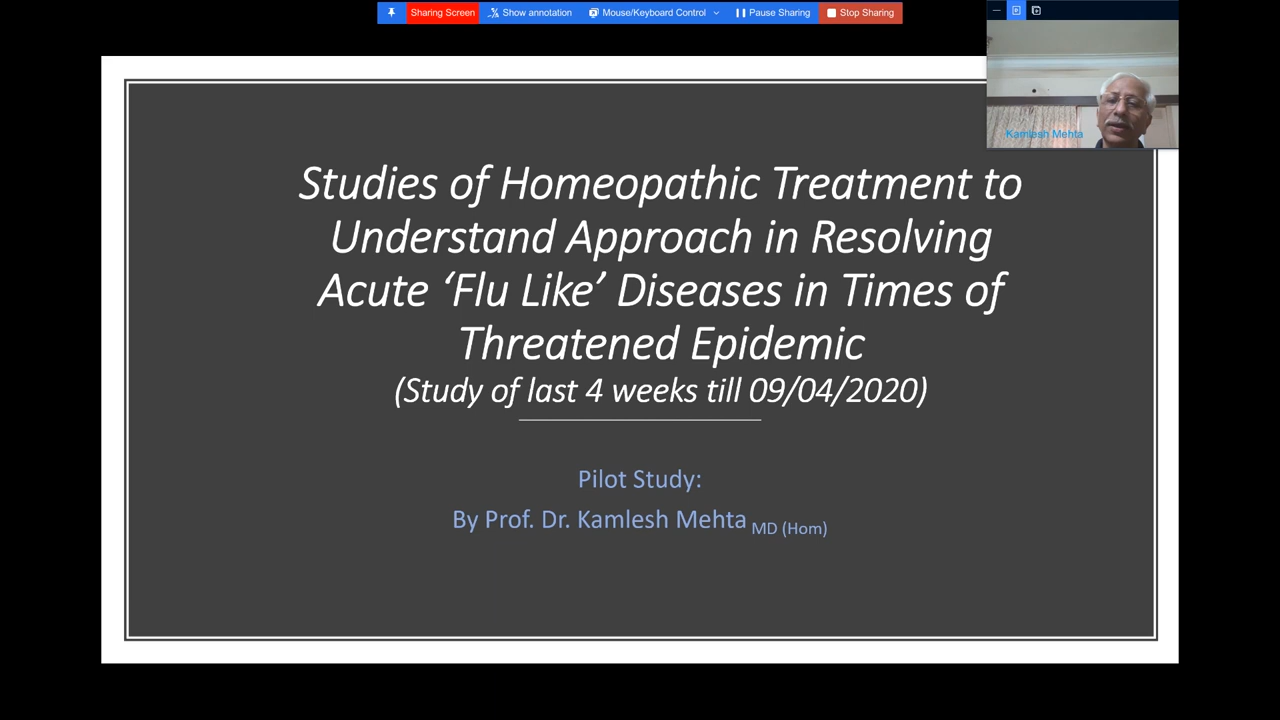 Sharing Screen
Show annotation
Mouse/Keyboard Control
Pause Sharing
Stop Sharing
Kamlesh Mehta
Studies of Homeopathic Treatment to
Understand Approach in Resolving
Acute ‘Flu Like’ Diseases in Times of
Threatened Epidemic
(Study of last 4 weeks till 09/04/2020)
Pilot Study:
By Prof. Dr. Kamlesh Mehta MD (Hom)